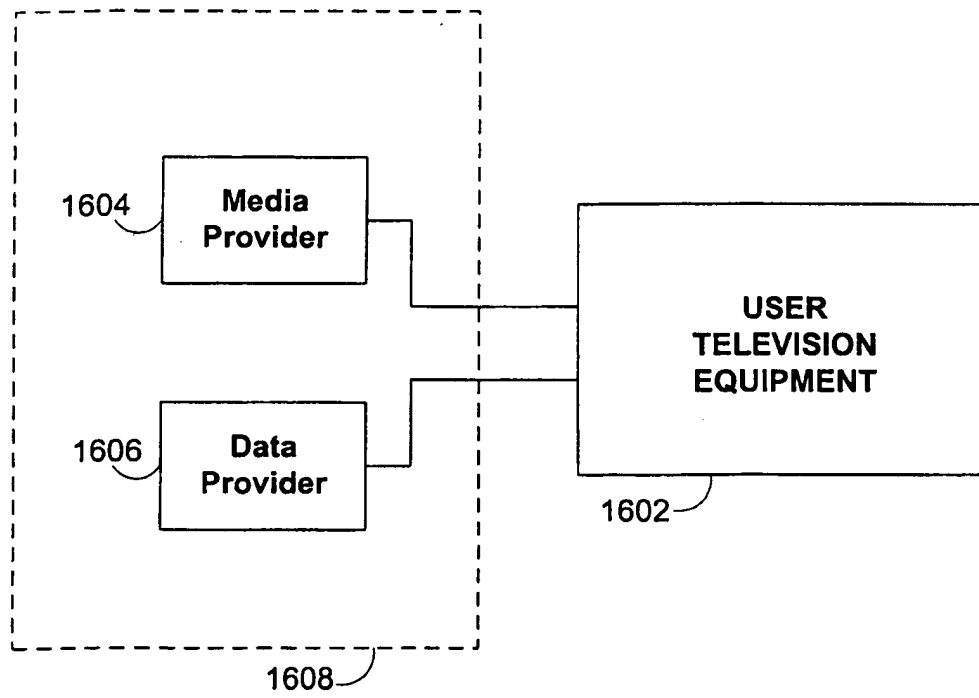 1604
Media
Provider
USER
TELEVISION
EQUIPMENT
1606
Data
Provider
1602
1608